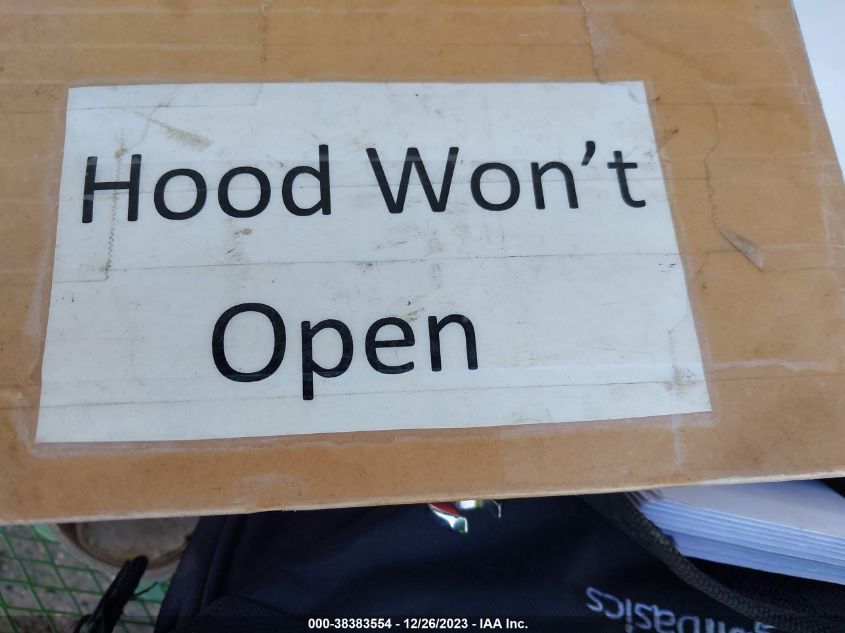 Hood Won't
Open
000-38383554 - 12/26/2023 - IAA Inc.